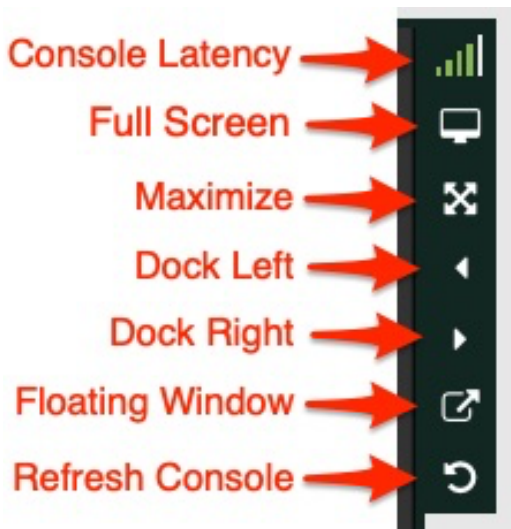 Console Latency
Full Screen
Maximize
Dock Left
Dock Right
Floating Window
Refresh Console